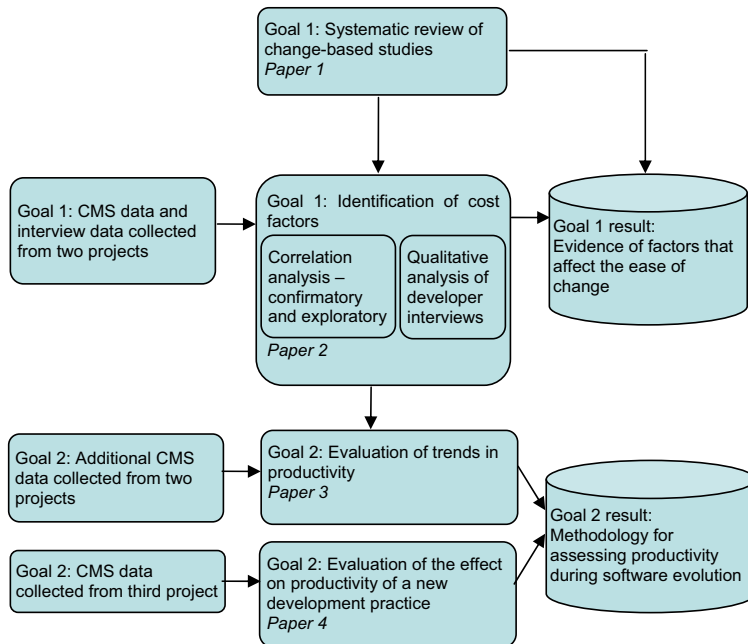 Goal 1: Systematic review of
change-based studies
Paper 1
Goal 1: CMS data and
interview data collected
from two projects
Goal 1: Identification of cost
factors
Correlation
analysis –
confirmatory
and exploratory
Qualitative
analysis of
developer
interviews
Paper 2
Goal 1 result:
Evidence of factors that
affect the ease of
change
Goal 2: Additional CMS
data collected from two
projects
Goal 2: Evaluation of trends in
productivity
Paper 3
Goal 2: CMS data
collected from third project
Goal 2: Evaluation of the effect
on productivity of a new
development practice
Paper 4
Goal 2 result:
Methodology for
assessing productivity
during software evolution